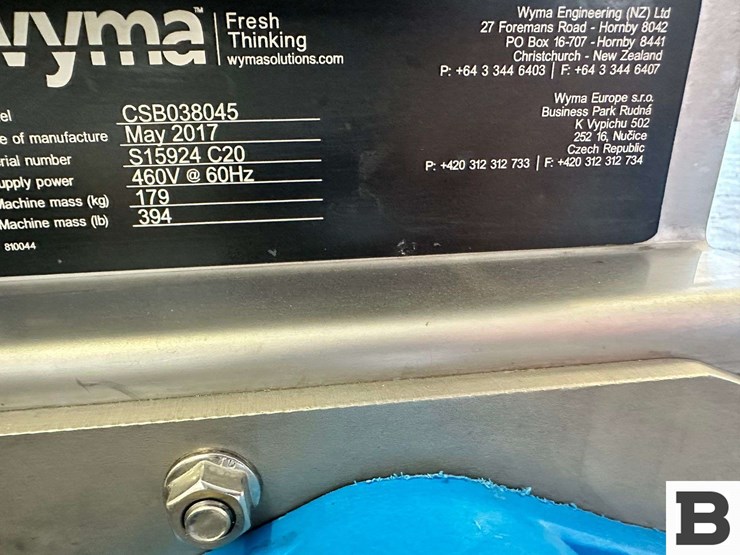 wyma™
Fresh
Thinking
wymasolutions.com
Wyma Engineering (NZ) Ltd
27 Foremans Road - Hornby 8042
PO Box 16-707 - Hornby 8441
Christchurch - New Zealand
P: +64 3 344 6403 | F: +64 3 344 6407
Wyma Europe s.r.o.
Business Park Rudná
K Vypichu 502
252 16, Nučice
Czech Republic
P: +420 312 312 733 | F: +420 312 312 734
el CSB038045
e of manufacture May 2017
rial number S15924 C20
upply power 460V @ 60Hz
Machine mass (kg) 179
Machine mass (lb) 394
810044
B